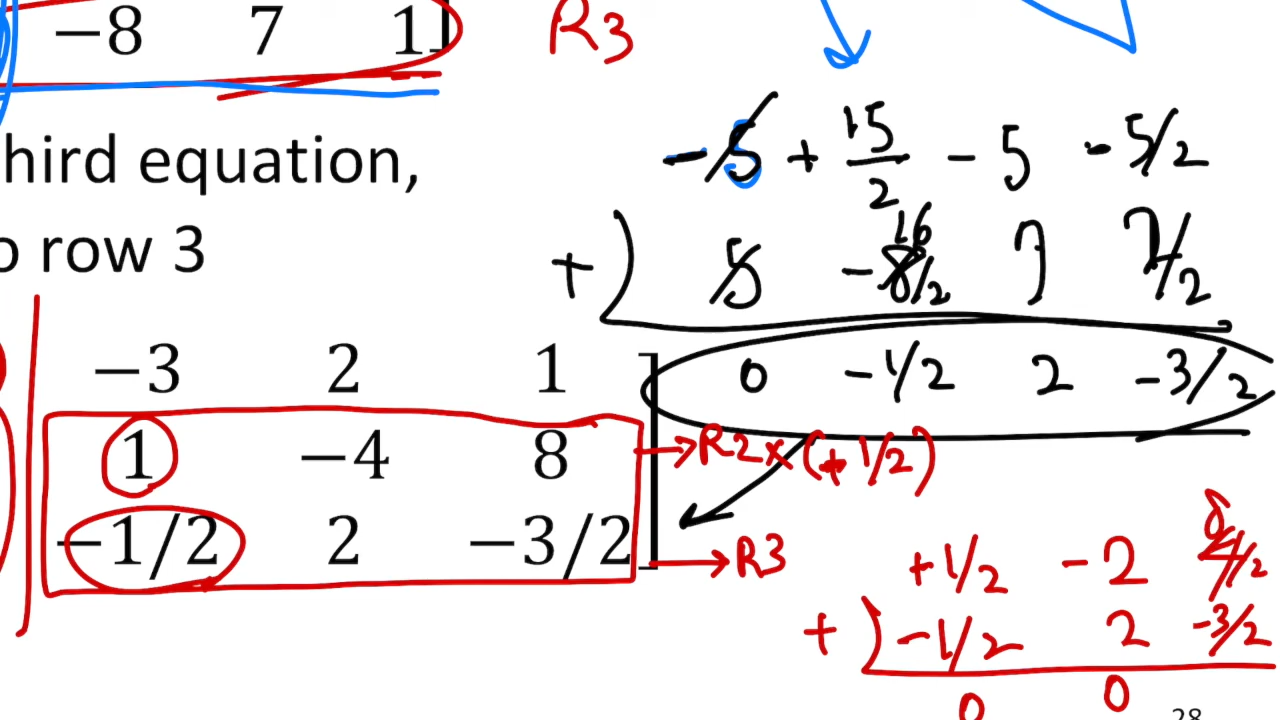 −8 7 1] R3
hird equation,
o row 3
-5 + 15/2 - 5 - 5/2
+) 5 - 16/2 7 2/2
0 -1/2 2 -3/2
−3 2 1
1 −4 8 → R2 x (+1/2)
−1/2 2 −3/2 → R3
+1/2 -2 8/2
+) -1/2 2 -3/2
0 0
28